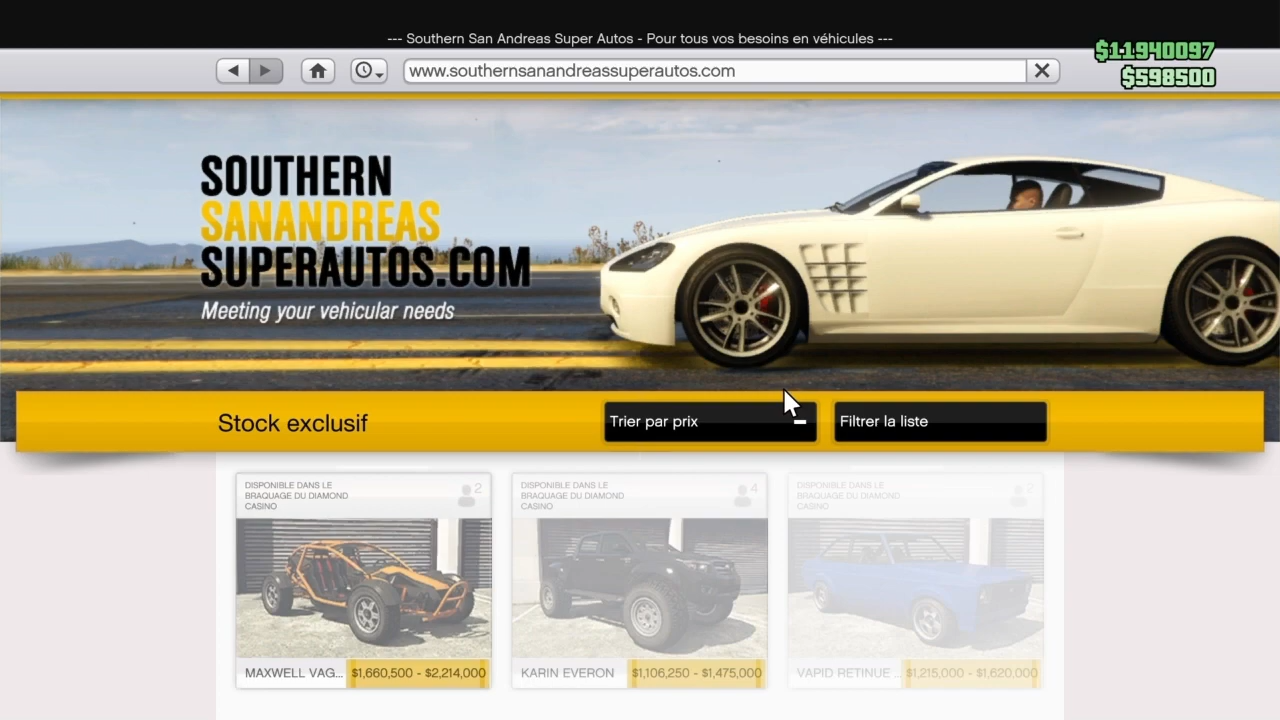 --- Southern San Andreas Super Autos - Pour tous vos besoins en véhicules ---
$11940097
www.southernsanandreassuperautos.com
$598500
SOUTHERN
SANANDREAS
SUPERAUTOS.COM
Meeting your vehicular needs
Stock exclusif
Trier par prix
Filtrer la liste
DISPONIBLE DANS LE
BRAQUAGE DU DIAMOND
CASINO
2
DISPONIBLE DANS LE
BRAQUAGE DU DIAMOND
CASINO
4
DISPONIBLE DANS LE
BRAQUAGE DU DIAMOND
CASINO
2
MAXWELL VAG...
$1,660,500 - $2,214,000
KARIN EVERON
$1,106,250 - $1,475,000
VAPID RETINUE ...
$1,215,000 - $1,620,000